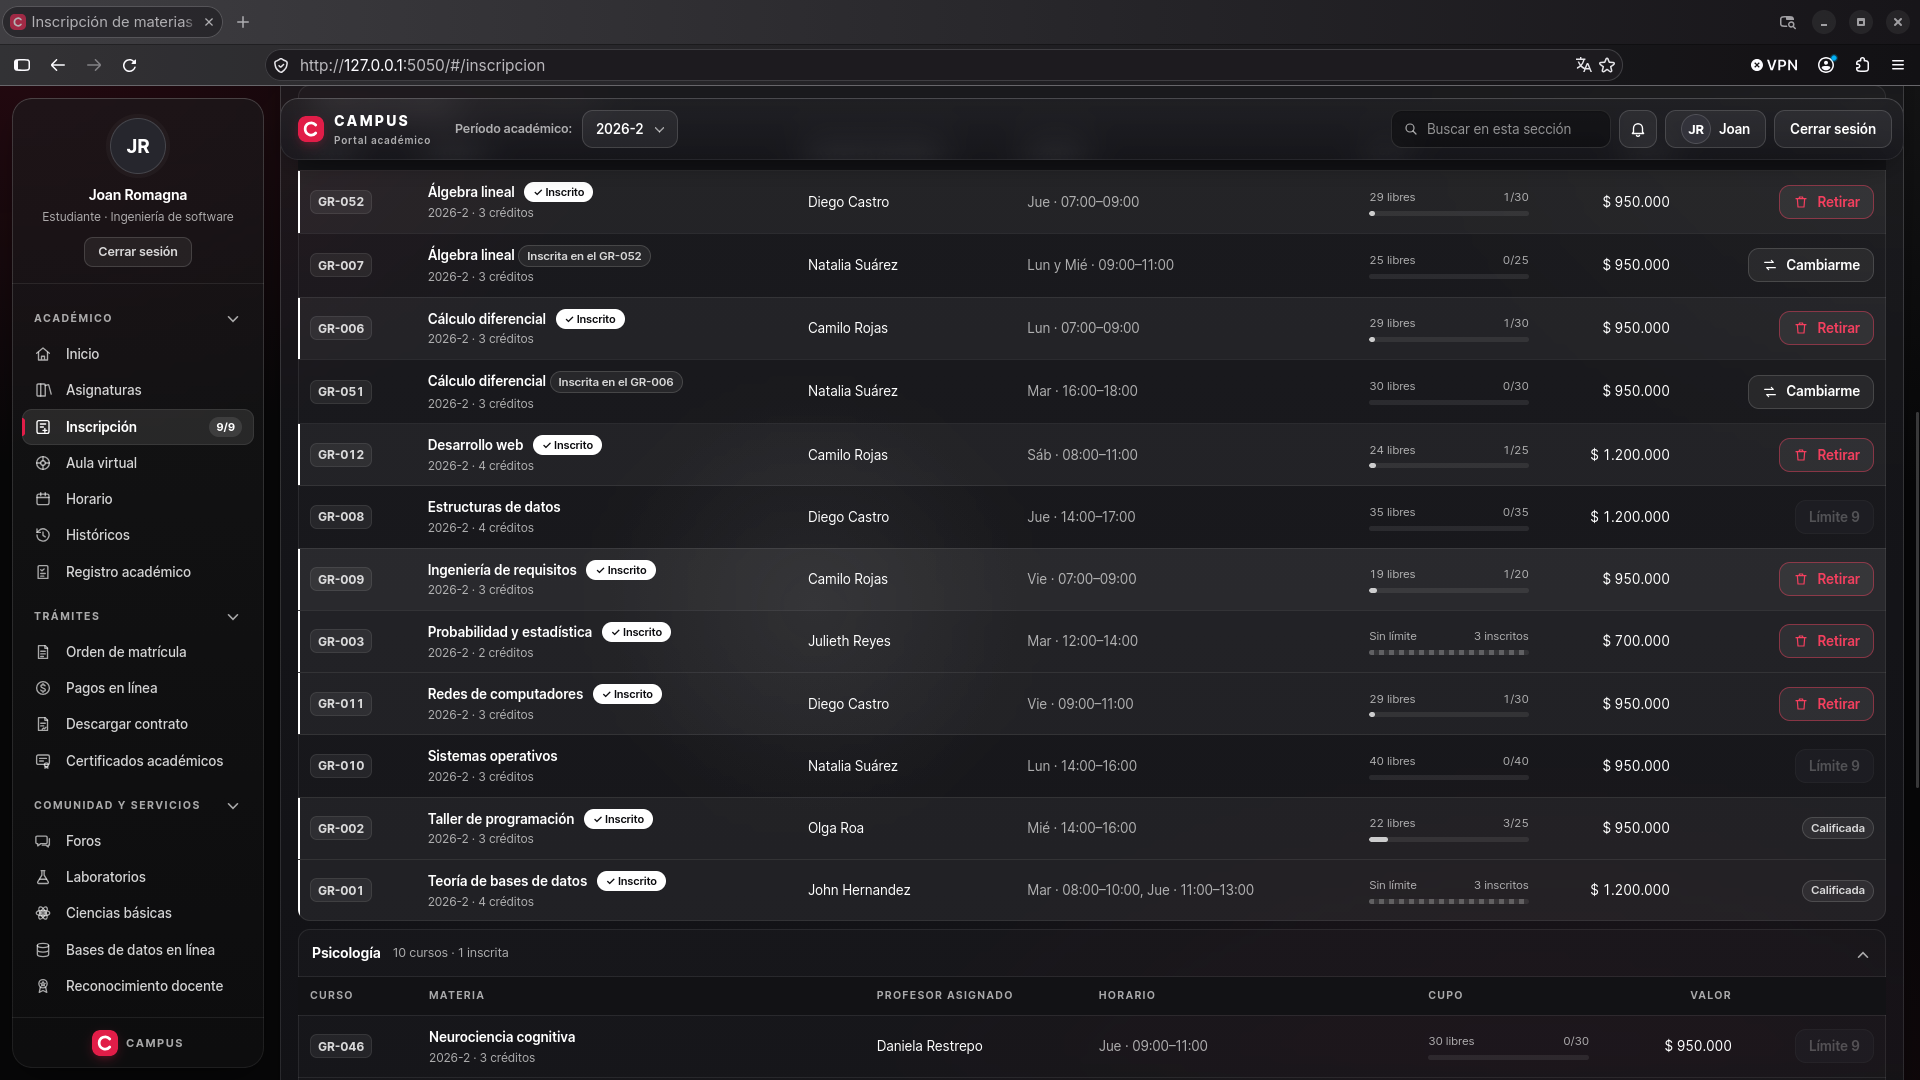 Inscripción de materias
http://127.0.0.1:5050/#/inscripcion
VPN
JR
Joan Romagna
Estudiante · Ingeniería de software
Cerrar sesión
ACADÉMICO
Inicio
Asignaturas
Inscripción 9/9
Aula virtual
Horario
Históricos
Registro académico
TRÁMITES
Orden de matrícula
Pagos en línea
Descargar contrato
Certificados académicos
COMUNIDAD Y SERVICIOS
Foros
Laboratorios
Ciencias básicas
Bases de datos en línea
Reconocimiento docente
C CAMPUS
C CAMPUS
Portal académico
Período académico: 2026-2
Buscar en esta sección
JR Joan
Cerrar sesión
GR-052 Álgebra lineal ✓ Inscrito Diego Castro Jue · 07:00–09:00 29 libres 1/30 $ 950.000 Retirar
2026-2 · 3 créditos
GR-007 Álgebra lineal Inscrita en el GR-052 Natalia Suárez Lun y Mié · 09:00–11:00 25 libres 0/25 $ 950.000 Cambiarme
2026-2 · 3 créditos
GR-006 Cálculo diferencial ✓ Inscrito Camilo Rojas Lun · 07:00–09:00 29 libres 1/30 $ 950.000 Retirar
2026-2 · 3 créditos
GR-051 Cálculo diferencial Inscrita en el GR-006 Natalia Suárez Mar · 16:00–18:00 30 libres 0/30 $ 950.000 Cambiarme
2026-2 · 3 créditos
GR-012 Desarrollo web ✓ Inscrito Camilo Rojas Sáb · 08:00–11:00 24 libres 1/25 $ 1.200.000 Retirar
2026-2 · 4 créditos
GR-008 Estructuras de datos Diego Castro Jue · 14:00–17:00 35 libres 0/35 $ 1.200.000 Límite 9
2026-2 · 4 créditos
GR-009 Ingeniería de requisitos ✓ Inscrito Camilo Rojas Vie · 07:00–09:00 19 libres 1/20 $ 950.000 Retirar
2026-2 · 3 créditos
GR-003 Probabilidad y estadística ✓ Inscrito Julieth Reyes Mar · 12:00–14:00 Sin límite 3 inscritos $ 700.000 Retirar
2026-2 · 2 créditos
GR-011 Redes de computadores ✓ Inscrito Diego Castro Vie · 09:00–11:00 29 libres 1/30 $ 950.000 Retirar
2026-2 · 3 créditos
GR-010 Sistemas operativos Natalia Suárez Lun · 14:00–16:00 40 libres 0/40 $ 950.000 Límite 9
2026-2 · 3 créditos
GR-002 Taller de programación ✓ Inscrito Olga Roa Mié · 14:00–16:00 22 libres 3/25 $ 950.000 Calificada
2026-2 · 3 créditos
GR-001 Teoría de bases de datos ✓ Inscrito John Hernandez Mar · 08:00–10:00, Jue · 11:00–13:00 Sin límite 3 inscritos $ 1.200.000 Calificada
2026-2 · 4 créditos
Psicología 10 cursos · 1 inscrita
CURSO MATERIA PROFESOR ASIGNADO HORARIO CUPO VALOR
GR-046 Neurociencia cognitiva Daniela Restrepo Jue · 09:00–11:00 30 libres 0/30 $ 950.000 Límite 9
2026-2 · 3 créditos